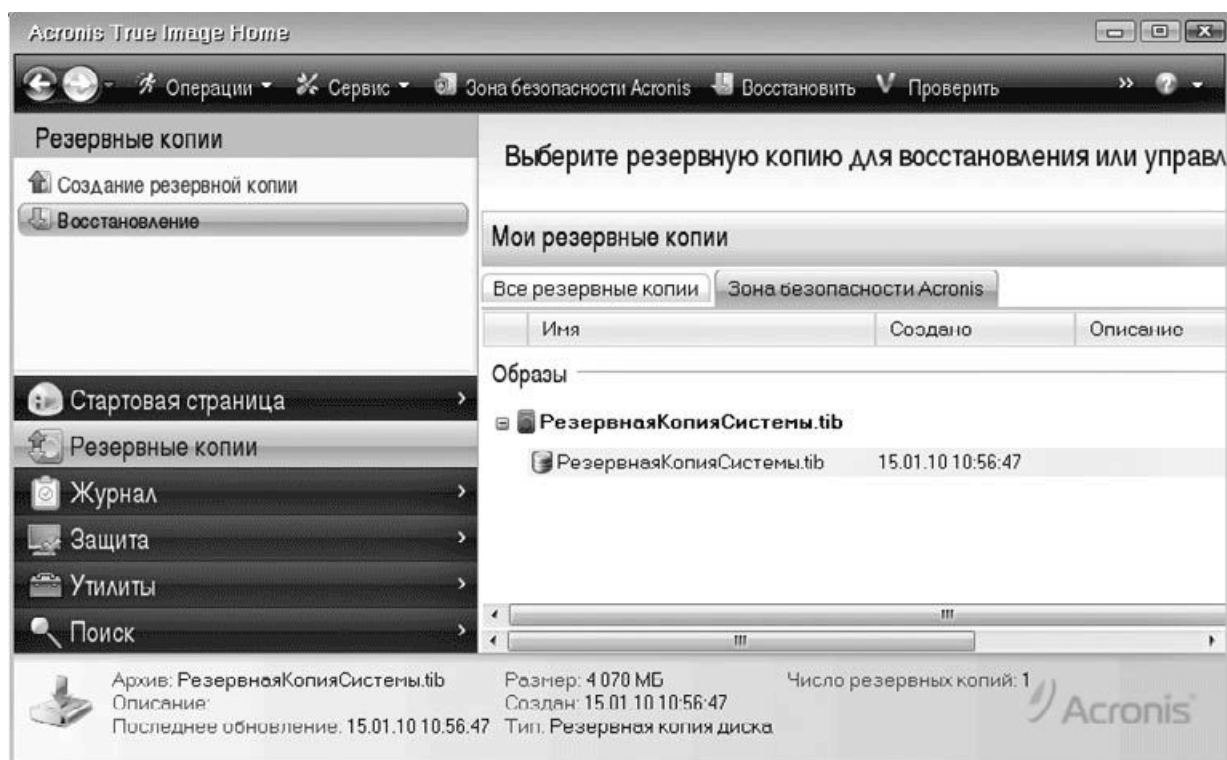 Acronis True Image Home
Операции Сервис Зона безопасности Acronis Восстановить Проверить
Резервные копии
Создание резервной копии
Восстановление
Стартовая страница
Резервные копии
Журнал
Защита
Утилиты
Поиск
Выберите резервную копию для восстановления или управл
Мои резервные копии
Все резервные копии Зона безопасности Acronis
Имя Создано Описание
Образы
РезервнаяКопияСистемы.tib
РезервнаяКопияСистемы.tib 15.01.10 10:56:47
Архив: РезервнаяКопияСистемы.tib Размер: 4 070 МБ Число резервных копий: 1
Описание: Создан: 15.01.10 10:56:47
Последнее обновление: 15.01.10 10:56:47 Тип: Резервная копия диска
Acronis